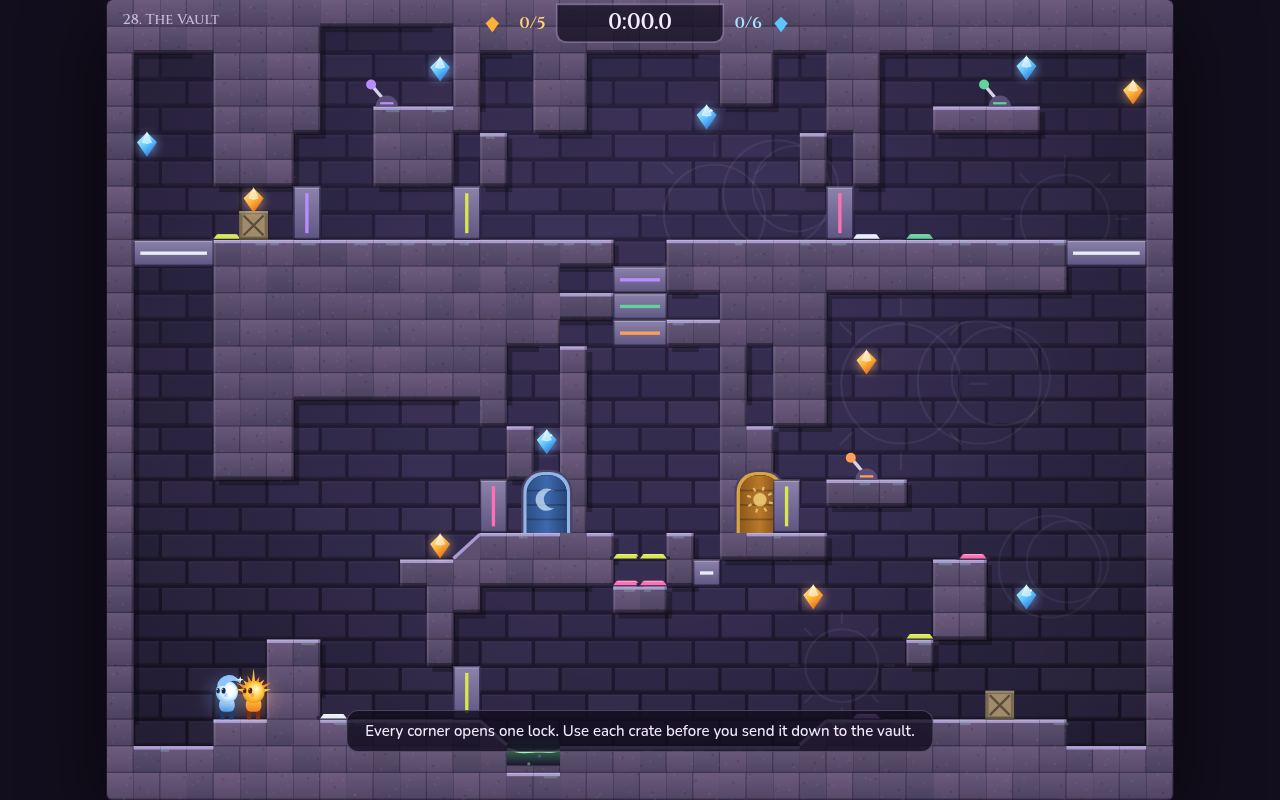 28. The Vault
0/5
0:00.0
0/6
Every corner opens one lock. Use each crate before you send it down to the vault.